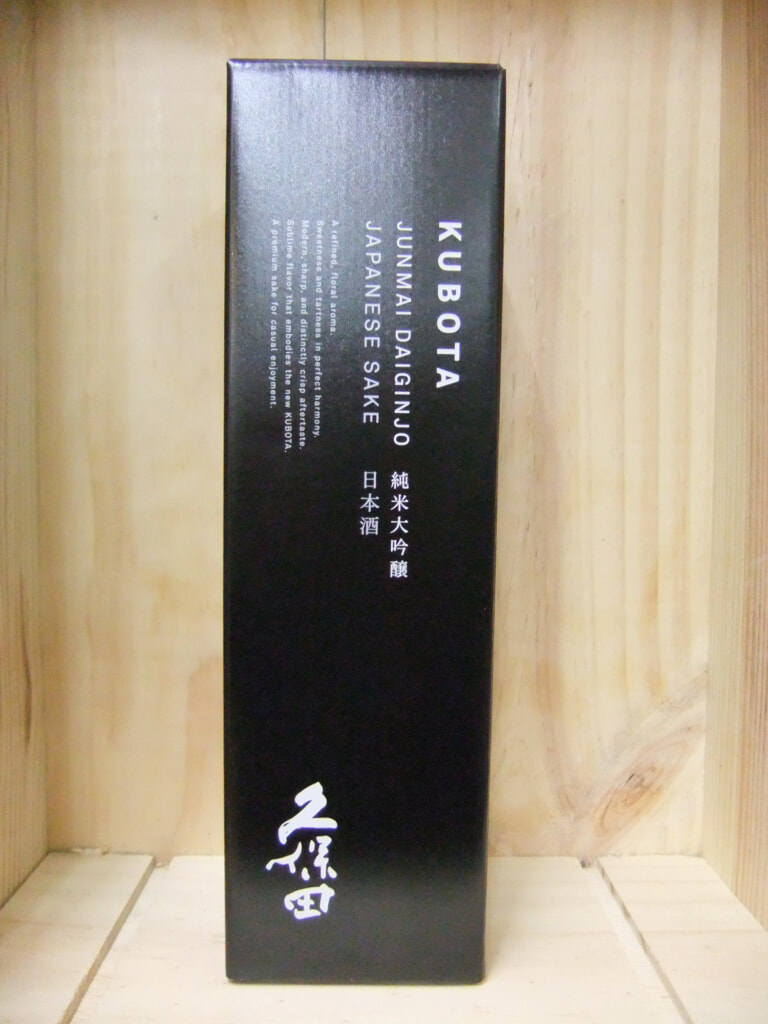 KUBOTA
JUNMAI DAIGINJO 純米大吟醸
JAPANESE SAKE 日本酒
A refined, floral aroma.
Sweetness and tartness in perfect harmony.
Modern, sharp, and distinctly crisp aftertaste.
Sublime flavor that embodies the new KUBOTA.
A premium sake for casual enjoyment.
久保田